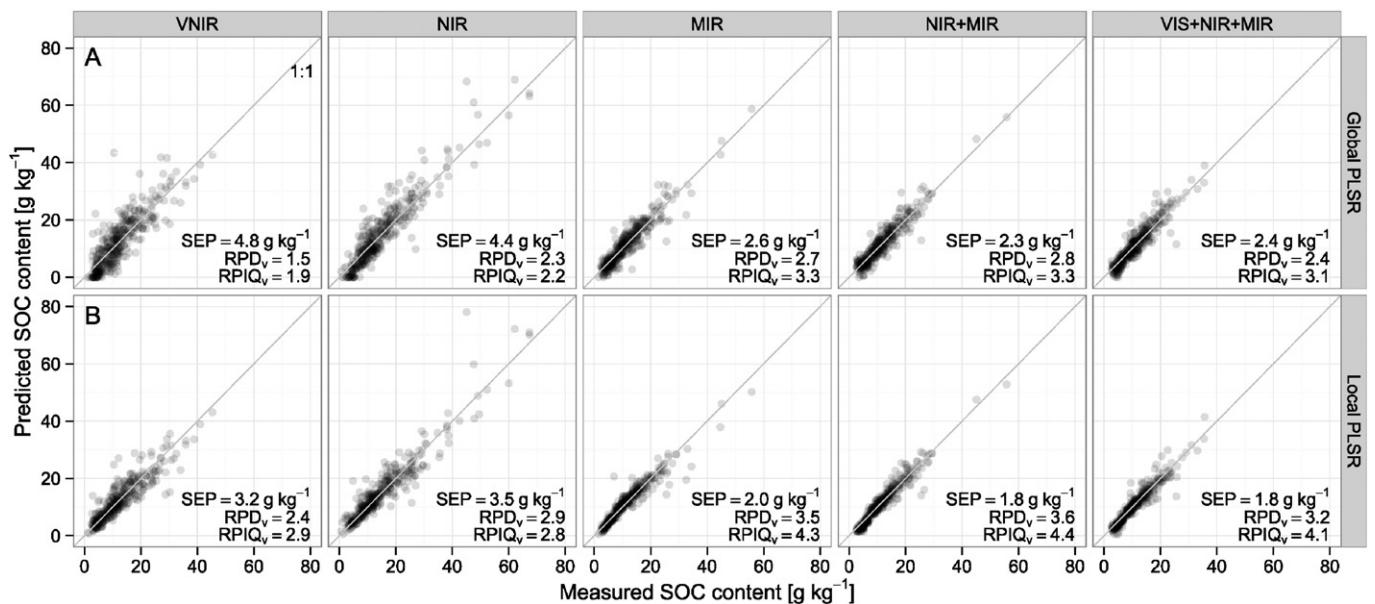 VNIR NIR MIR NIR+MIR VIS+NIR+MIR
A
1:1
80
60
40
20
0
SEP = 4.8 g kg⁻¹
RPDᵥ = 1.5
RPIQᵥ = 1.9
SEP = 4.4 g kg⁻¹
RPDᵥ = 2.3
RPIQᵥ = 2.2
SEP = 2.6 g kg⁻¹
RPDᵥ = 2.7
RPIQᵥ = 3.3
SEP = 2.3 g kg⁻¹
RPDᵥ = 2.8
RPIQᵥ = 3.3
SEP = 2.4 g kg⁻¹
RPDᵥ = 2.4
RPIQᵥ = 3.1
Global PLSR
Predicted SOC content [g kg⁻¹]
B
80
60
40
20
0
SEP = 3.2 g kg⁻¹
RPDᵥ = 2.4
RPIQᵥ = 2.9
SEP = 3.5 g kg⁻¹
RPDᵥ = 2.9
RPIQᵥ = 2.8
SEP = 2.0 g kg⁻¹
RPDᵥ = 3.5
RPIQᵥ = 4.3
SEP = 1.8 g kg⁻¹
RPDᵥ = 3.6
RPIQᵥ = 4.4
SEP = 1.8 g kg⁻¹
RPDᵥ = 3.2
RPIQᵥ = 4.1
Local PLSR
0 20 40 60 80 0 20 40 60 80 0 20 40 60 80 0 20 40 60 80 0 20 40 60 80
Measured SOC content [g kg⁻¹]